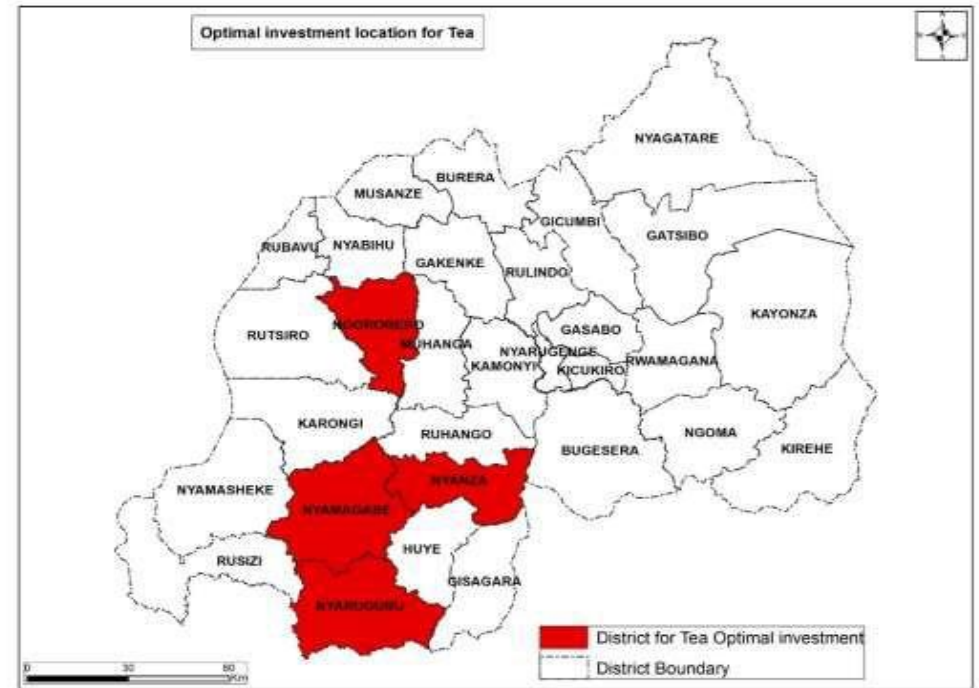 Optimal investment location for Tea
NYAGATARE
BURERA
MUSANZE
GICUMBI
GATSIBO
RUBAVU
NYABIHU
GAKENKE
RULINDO
KAYONZA
NGORORERO
GASABO
RUTSIRO
MUHANGA
NYARUGENGE
KAMONYI
KICUKIRO
RWAMAGANA
KARONGI
RUHANGO
NGOMA
BUGESERA
KIREHE
NYAMASHEKE
NYANZA
NYAMAGABE
HUYE
RUSIZI
GISAGARA
NYARUGURU
District for Tea Optimal investment
District Boundary
0 30 60
Km